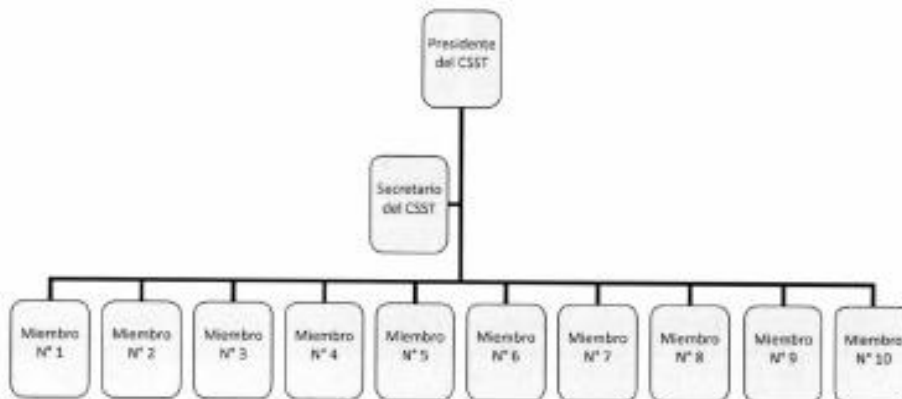 Presidente
del CSST
Secretario
del CSST
Miembro
N° 1
Miembro
N° 2
Miembro
N° 3
Miembro
N° 4
Miembro
N° 5
Miembro
N° 6
Miembro
N° 7
Miembro
N° 8
Miembro
N° 9
Miembro
N° 10